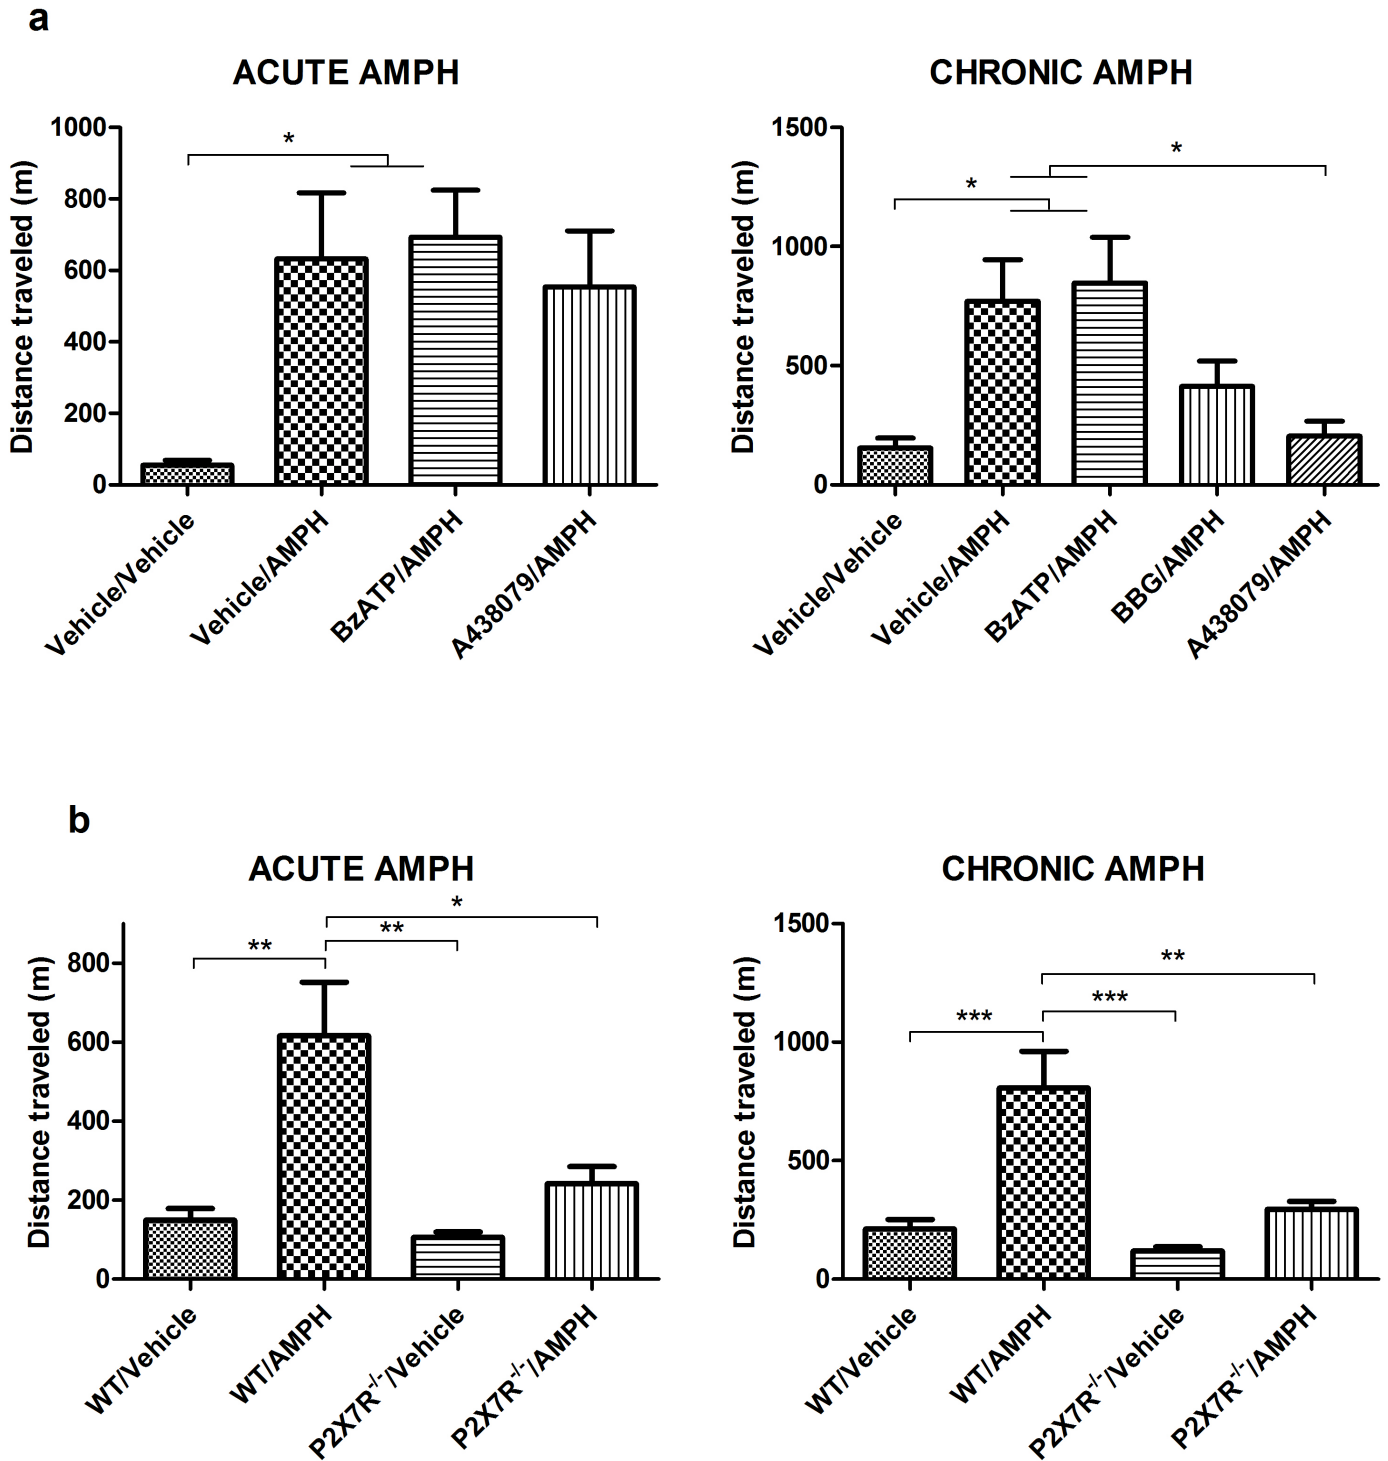 a
ACUTE AMPH
Distance traveled (m)
1000
800
600
400
200
0
*
Vehicle/Vehicle
Vehicle/AMPH
BzATP/AMPH
A438079/AMPH
CHRONIC AMPH
Distance traveled (m)
1500
1000
500
0
*
*
Vehicle/Vehicle
Vehicle/AMPH
BzATP/AMPH
BBG/AMPH
A438079/AMPH
b
ACUTE AMPH
Distance traveled (m)
800
600
400
200
0
*
**
**
WT/Vehicle
WT/AMPH
P2X7R-/-/Vehicle
P2X7R-/-/AMPH
CHRONIC AMPH
Distance traveled (m)
1500
1000
500
0
**
***
***
WT/Vehicle
WT/AMPH
P2X7R-/-/Vehicle
P2X7R-/-/AMPH